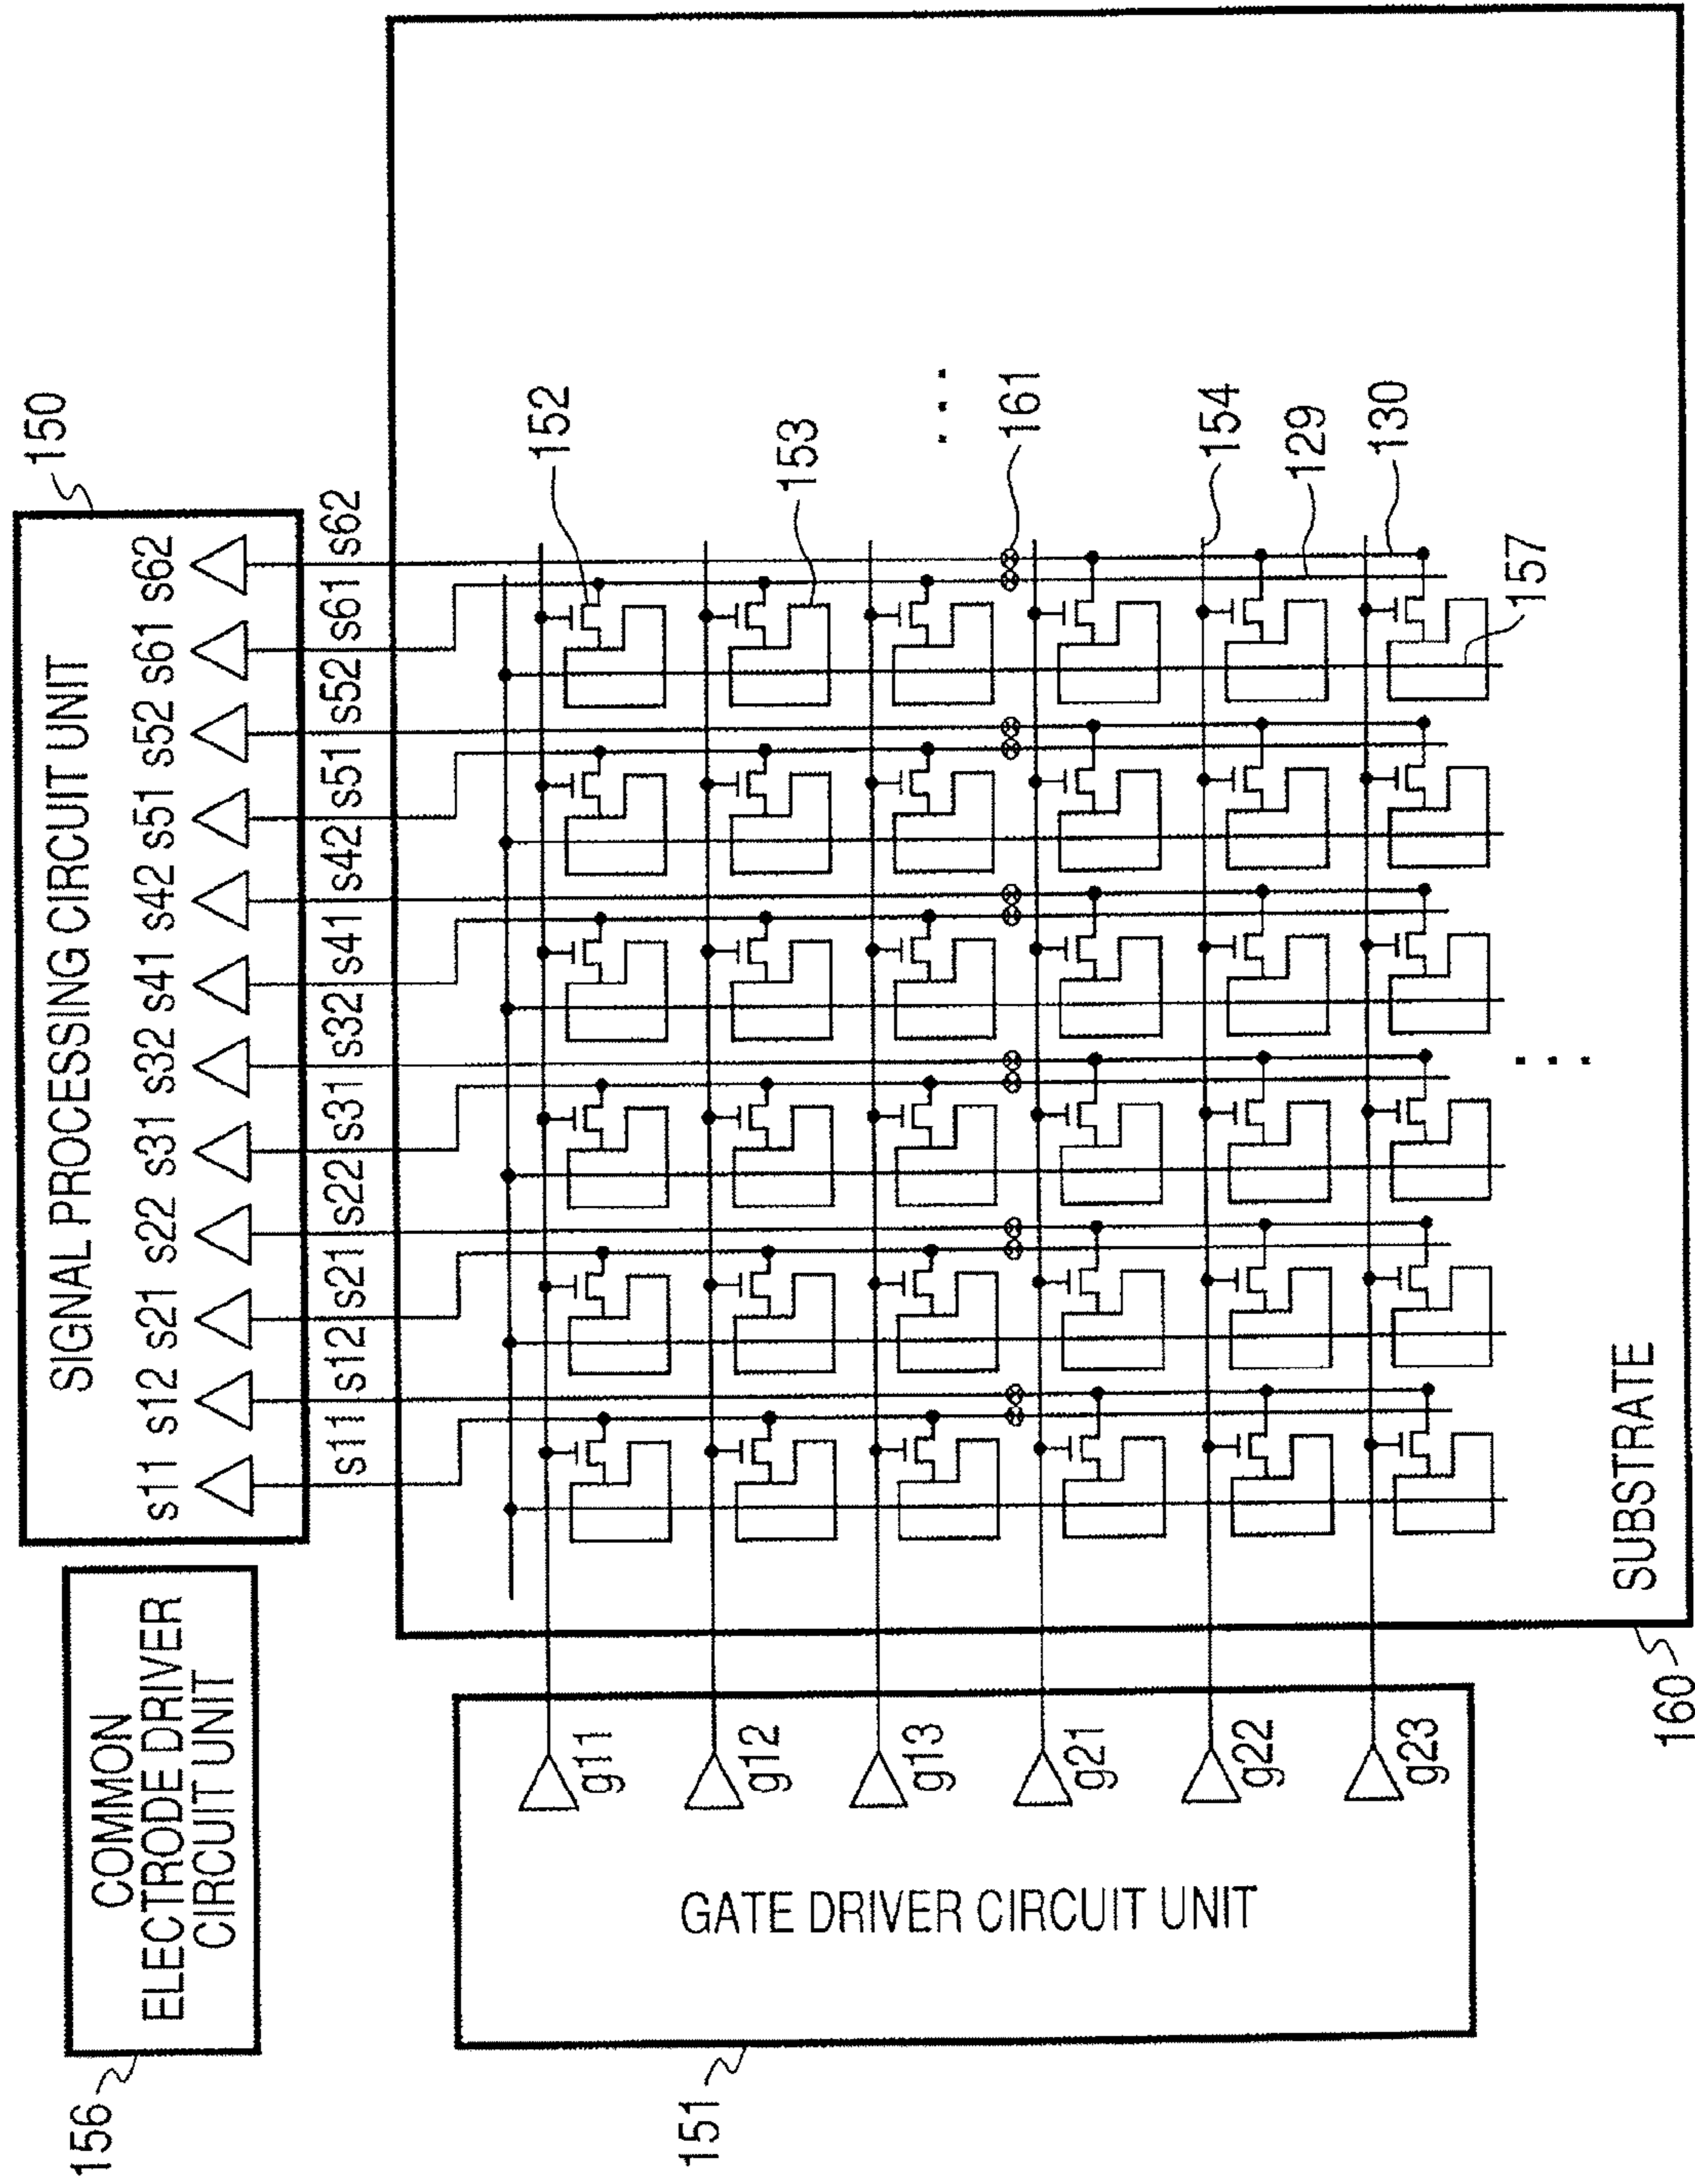 156
COMMON
ELECTRODE DRIVER
CIRCUIT UNIT
150
SIGNAL PROCESSING CIRCUIT UNIT
s11 s12 s21 s22 s31 s32 s41 s42 s51 s52 s61 s62
s11 s12 s21 s22 s31 s32 s41 s42 s51 s52 s61 s62
151
GATE DRIVER CIRCUIT UNIT
g11
g12
g13
g21
g22
g23
152
153
...
161
154
129
130
157
...
SUBSTRATE
160